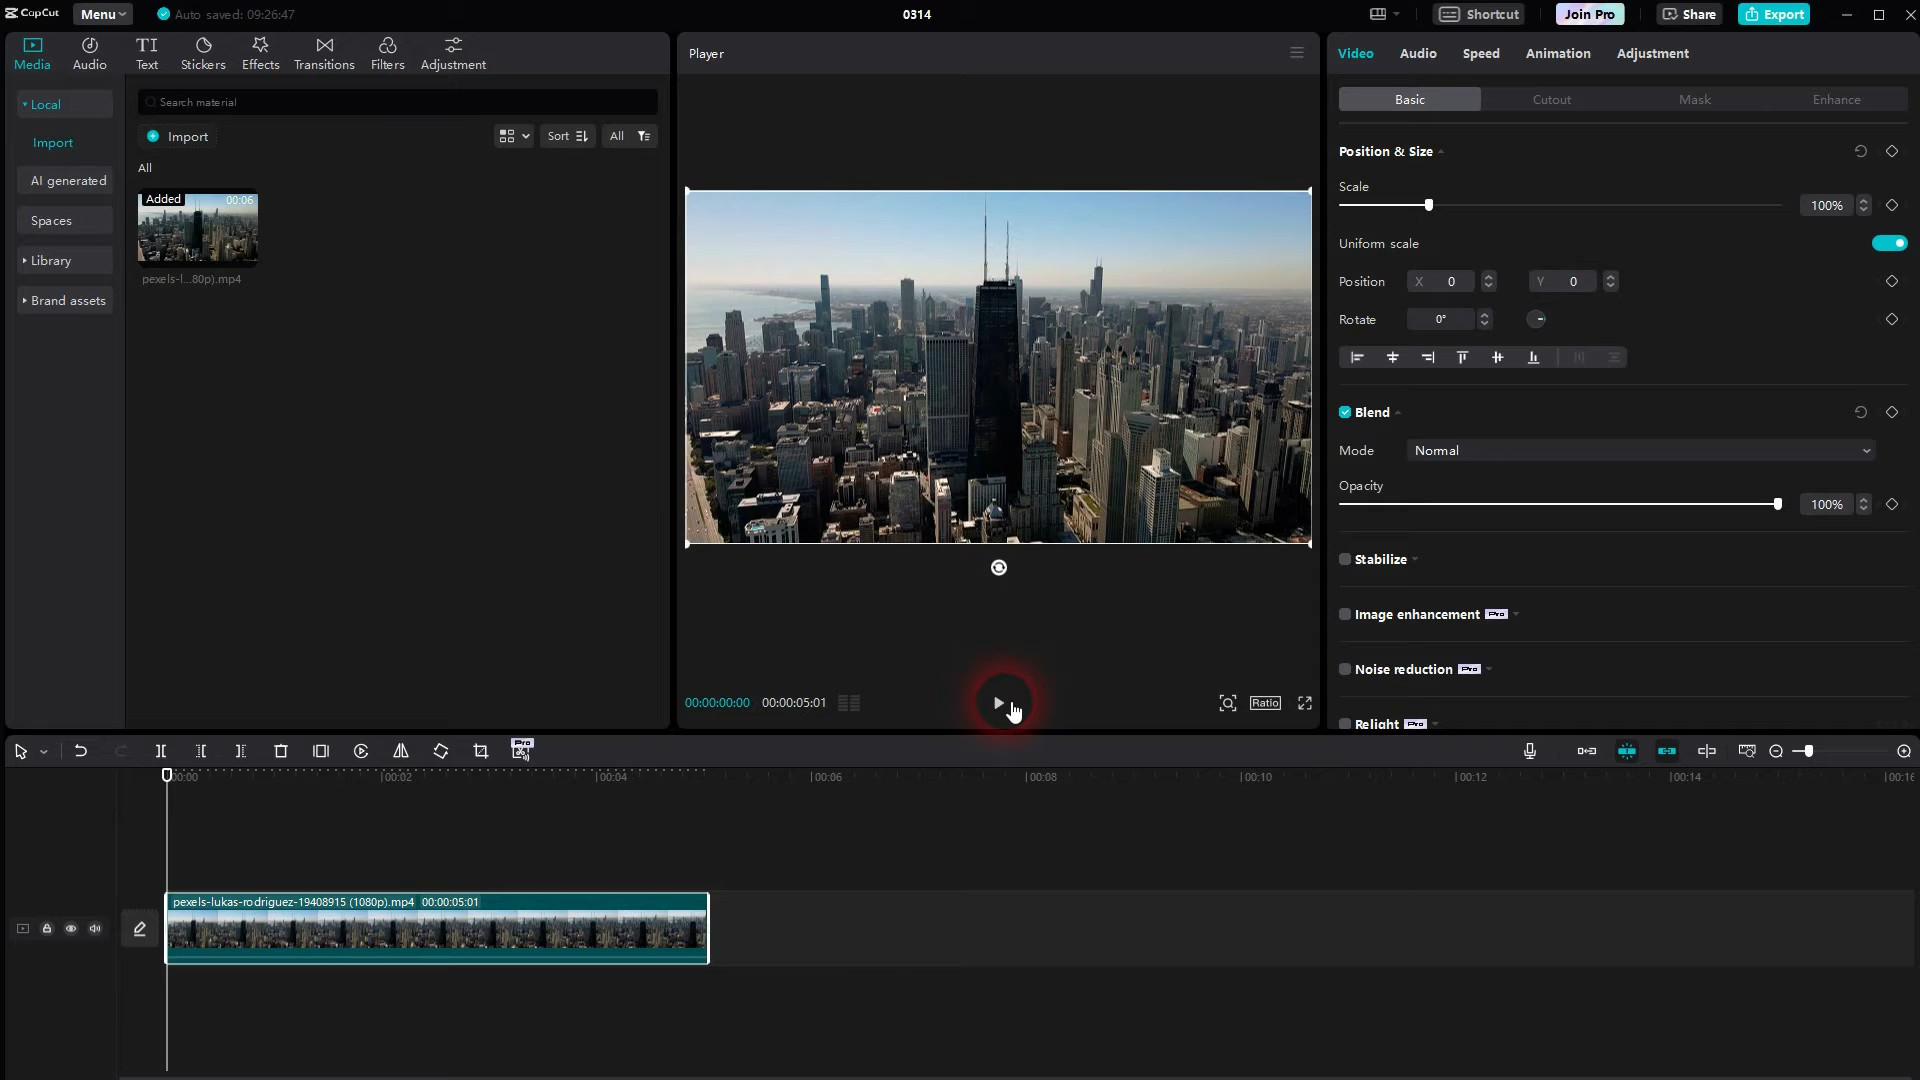 CapCut Menu Auto saved: 09:26:47 0314 Shortcut Join Pro Share Export
Media Audio Text Stickers Effects Transitions Filters Adjustment
Local
Import
AI generated
Spaces
Library
Brand assets
Search material
Import Sort All
All
Added 00:06
pexels-l...80p).mp4
Player
00:00:00:00 00:00:05:01 Ratio
Video Audio Speed Animation Adjustment
Basic Cutout Mask Enhance
Position & Size
Scale
100%
Uniform scale
Position X 0 Y 0
Rotate 0°
Blend
Mode Normal
Opacity
100%
Stabilize
Image enhancement Pro
Noise reduction Pro
Relight Pro
Pro
00:00 00:02 00:04 00:06 00:08 00:10 00:12 00:14 00:16
pexels-lukas-rodriguez-19408915 (1080p).mp4 00:00:05:01